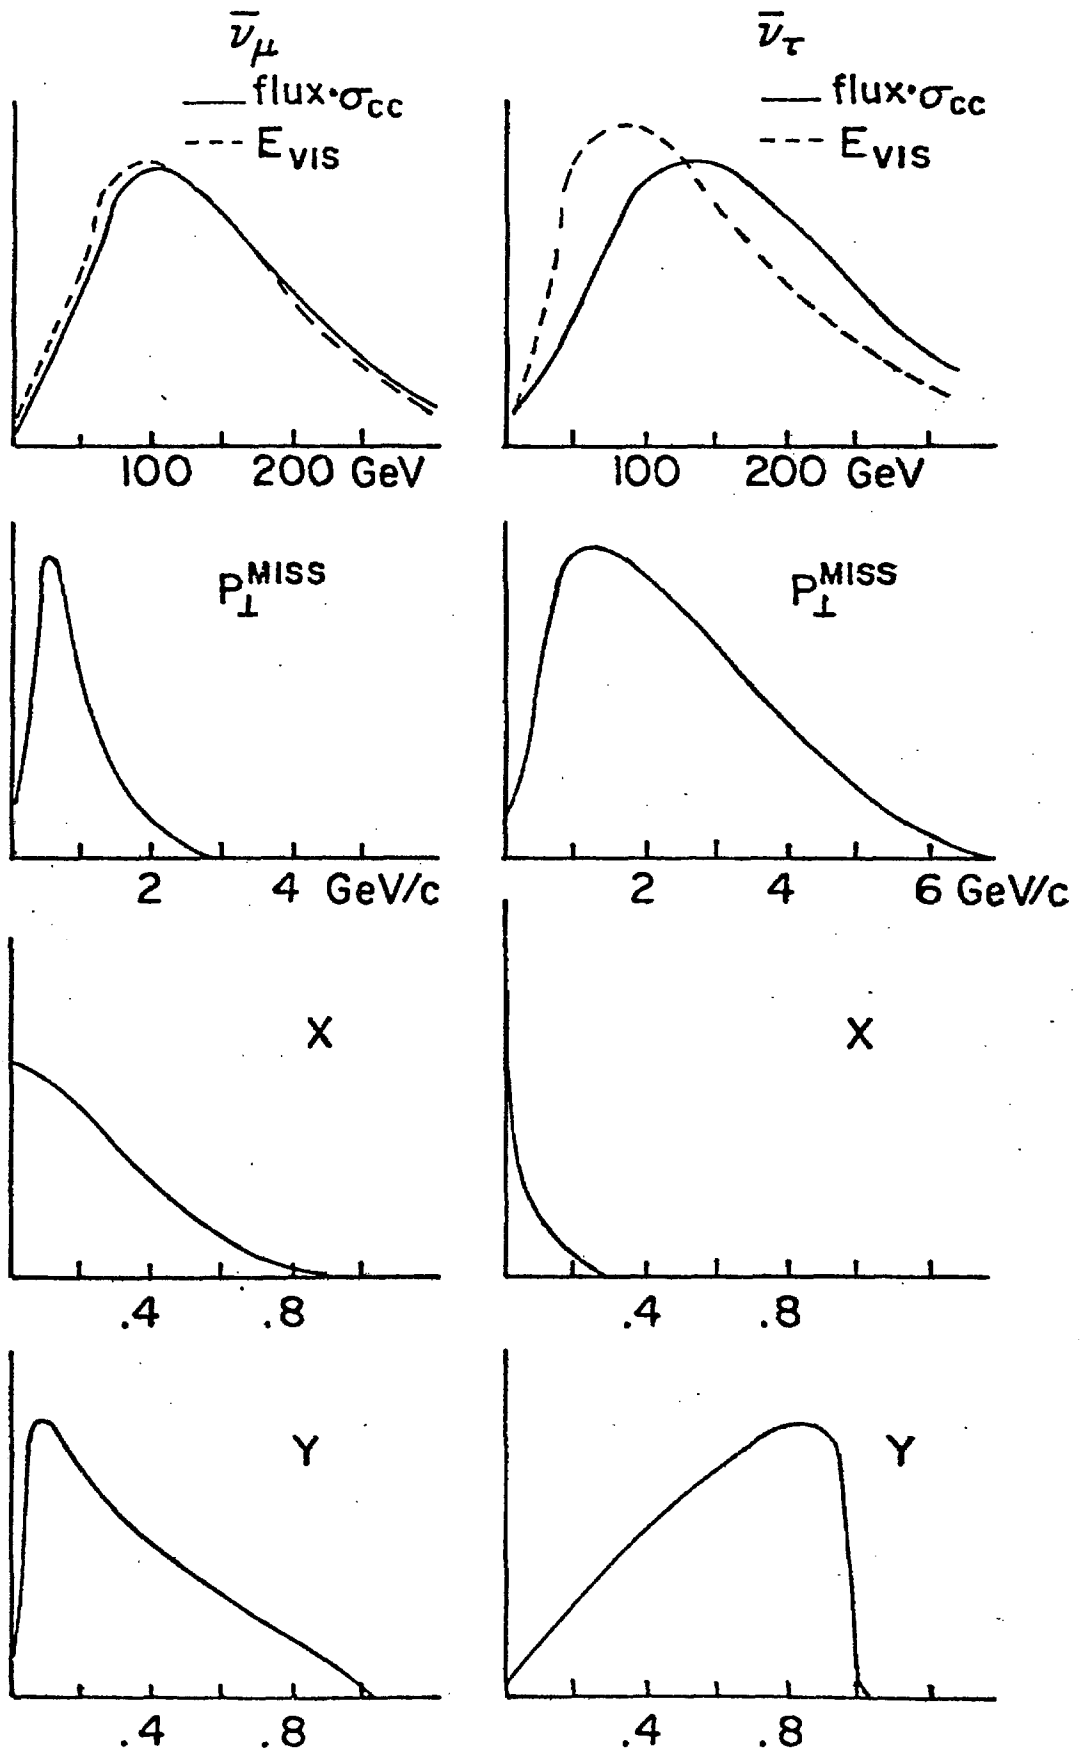 ν̅μ
flux·σcc
EVIS
100 200 GeV
ν̅τ
flux·σcc
EVIS
100 200 GeV
P⊥MISS
2 4 GeV/c
P⊥MISS
2 4 6 GeV/c
X
.4 .8
X
.4 .8
Y
.4 .8
Y
.4 .8